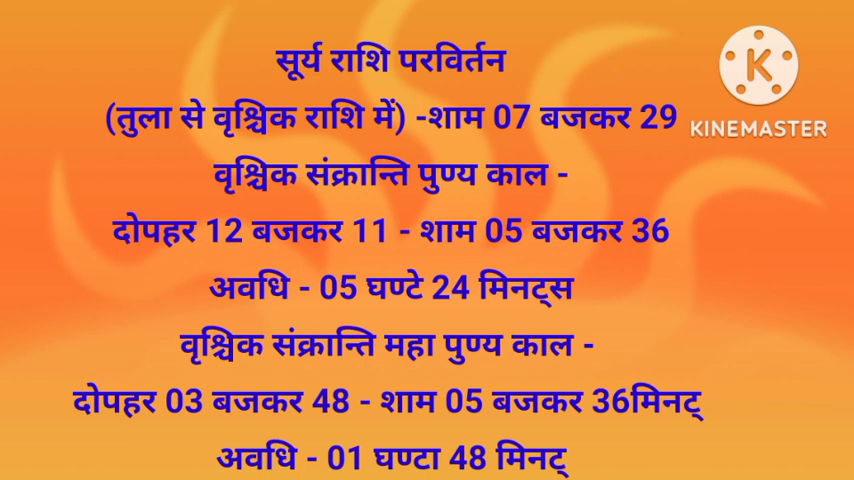 सूर्य राशि परविर्तन
(तुला से वृश्चिक राशि में) -शाम 07 बजकर 29
वृश्चिक संक्रान्ति पुण्य काल -
दोपहर 12 बजकर 11 - शाम 05 बजकर 36
अवधि - 05 घण्टे 24 मिनट्स
वृश्चिक संक्रान्ति महा पुण्य काल -
दोपहर 03 बजकर 48 - शाम 05 बजकर 36मिनट्
अवधि - 01 घण्टा 48 मिनट्
K
KINEMASTER